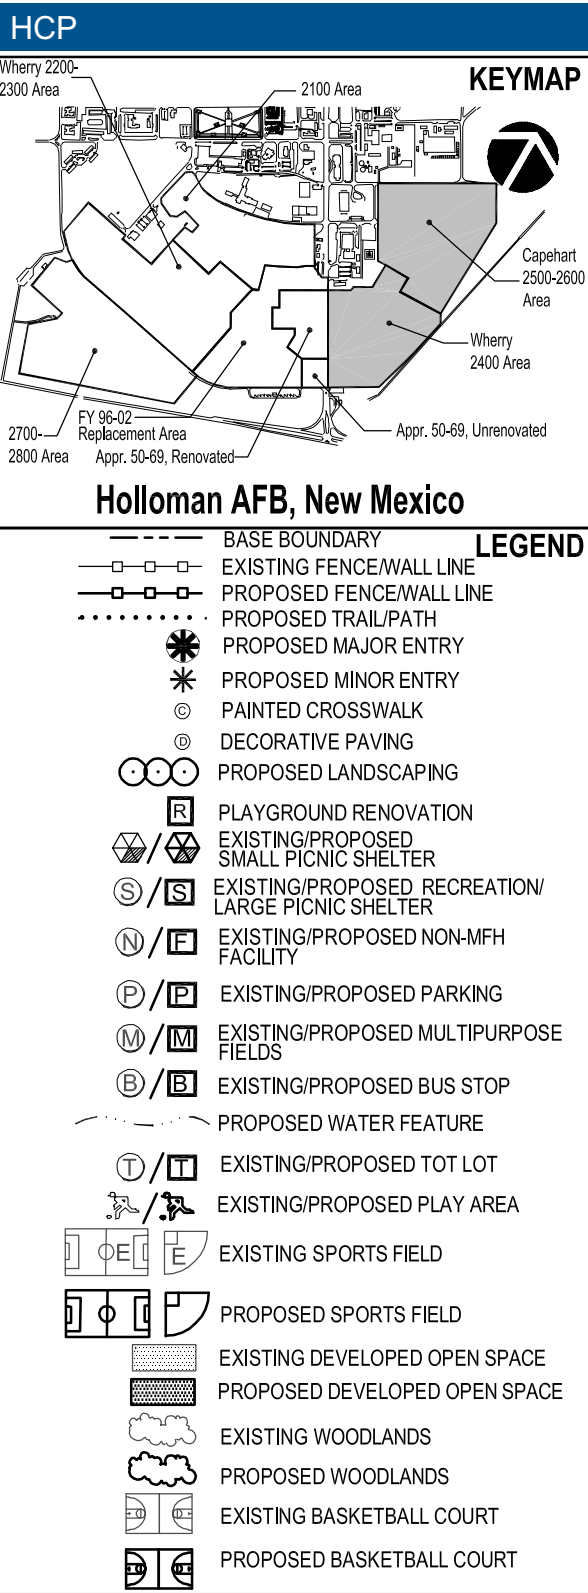 HCP
KEYMAP
Wherry 2200-
2300 Area
2100 Area
Capehart
2500-2600
Area
Wherry
2400 Area
Appr. 50-69, Unrenovated
FY 96-02
Replacement Area
2700-
2800 Area
Appr. 50-69, Renovated
Holloman AFB, New Mexico
LEGEND
BASE BOUNDARY
EXISTING FENCE/WALL LINE
PROPOSED FENCE/WALL LINE
PROPOSED TRAIL/PATH
PROPOSED MAJOR ENTRY
PROPOSED MINOR ENTRY
C PAINTED CROSSWALK
D DECORATIVE PAVING
PROPOSED LANDSCAPING
R PLAYGROUND RENOVATION
/ EXISTING/PROPOSED
SMALL PICNIC SHELTER
S/S EXISTING/PROPOSED RECREATION/
LARGE PICNIC SHELTER
N/F EXISTING/PROPOSED NON-MFH
FACILITY
P/P EXISTING/PROPOSED PARKING
M/M EXISTING/PROPOSED MULTIPURPOSE
FIELDS
B/B EXISTING/PROPOSED BUS STOP
PROPOSED WATER FEATURE
T/T EXISTING/PROPOSED TOT LOT
/ EXISTING/PROPOSED PLAY AREA
E E EXISTING SPORTS FIELD
PROPOSED SPORTS FIELD
EXISTING DEVELOPED OPEN SPACE
PROPOSED DEVELOPED OPEN SPACE
EXISTING WOODLANDS
PROPOSED WOODLANDS
EXISTING BASKETBALL COURT
PROPOSED BASKETBALL COURT